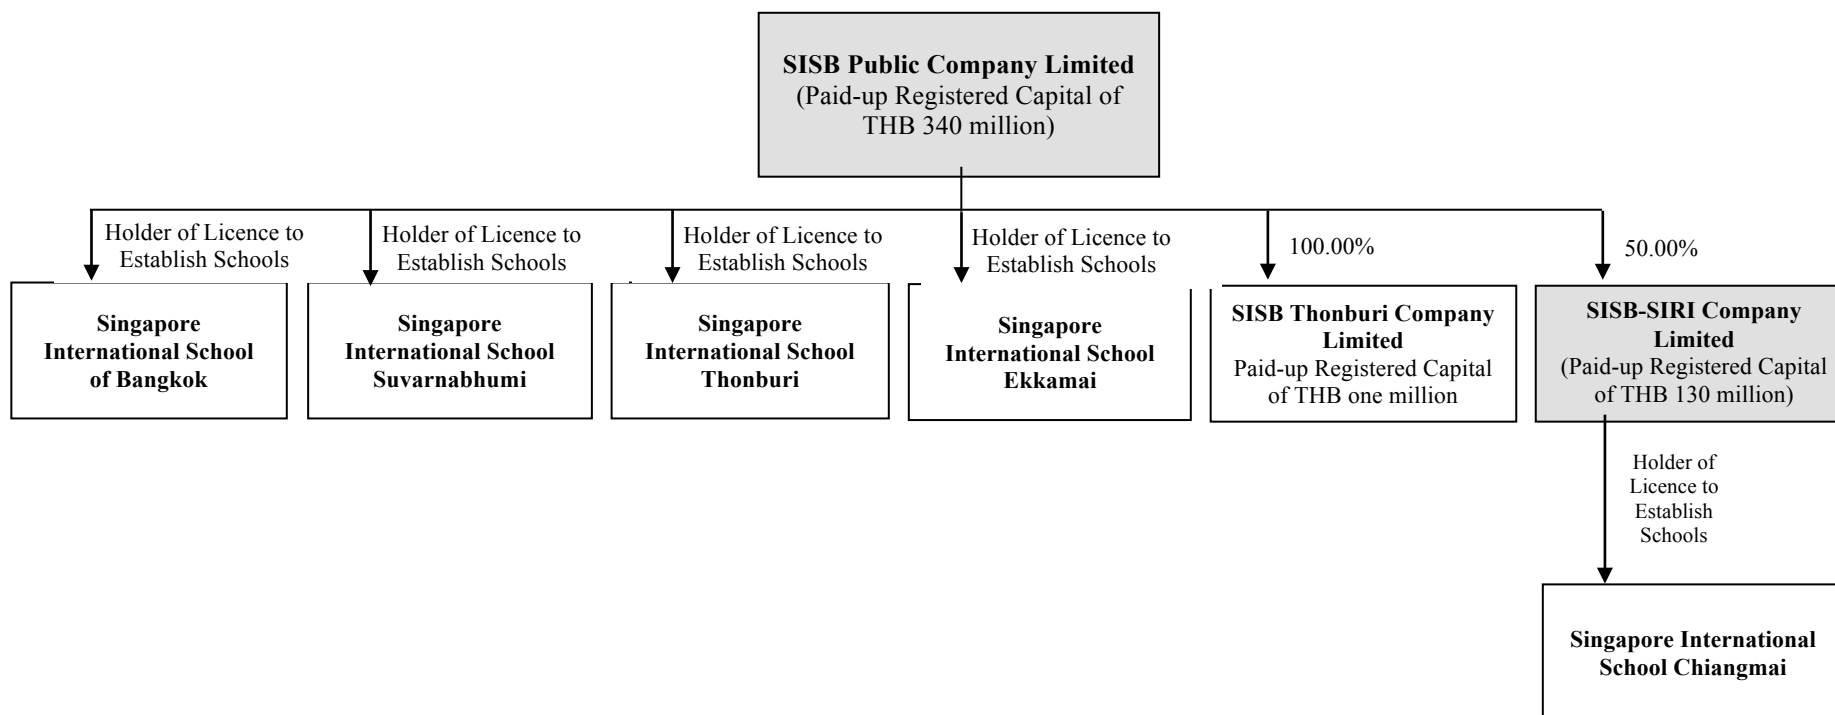 SISB Public Company Limited
(Paid-up Registered Capital of
THB 340 million)
Holder of Licence to
Establish Schools
Holder of Licence to
Establish Schools
Holder of Licence to
Establish Schools
Holder of Licence to
Establish Schools
100.00%
50.00%
Singapore
International School
of Bangkok
Singapore
International School
Suvarnabhumi
Singapore
International School
Thonburi
Singapore
International School
Ekkamai
SISB Thonburi Company
Limited
Paid-up Registered Capital
of THB one million
SISB-SIRI Company
Limited
(Paid-up Registered Capital
of THB 130 million)
Holder of
Licence to
Establish
Schools
Singapore International
School Chiangmai